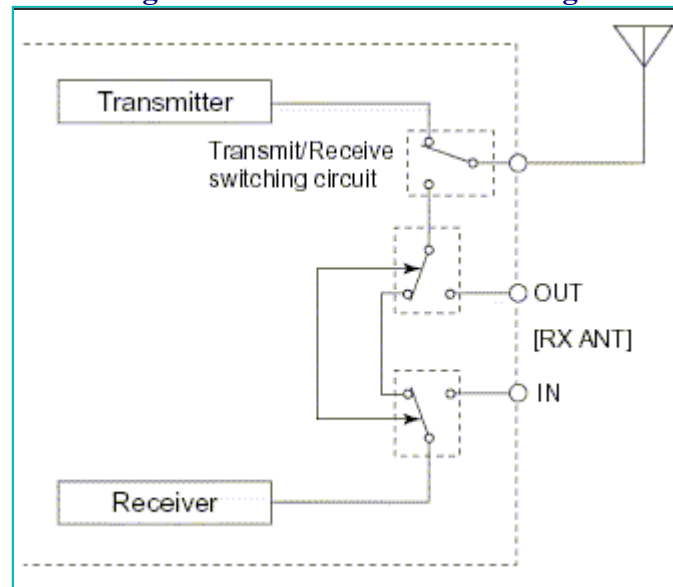 Transmitter
Transmit/Receive
switching circuit
OUT
[RX ANT]
IN
Receiver